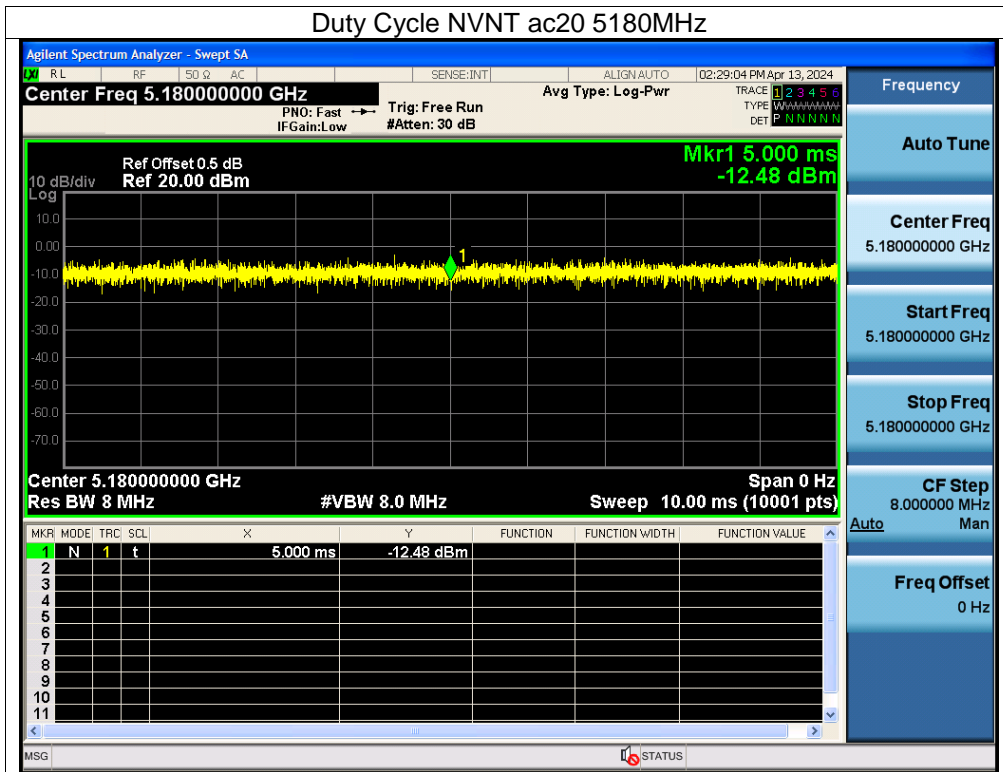 Duty Cycle NVNT ac20 5180MHz
Agilent Spectrum Analyzer - Swept SA
LXI RL RF 50 Ω AC SENSE:INT ALIGN AUTO 02:29:04 PM Apr 13, 2024
Center Freq 5.180000000 GHz
PNO: Fast
IFGain:Low
Trig: Free Run
#Atten: 30 dB
Avg Type: Log-Pwr
TRACE 1 2 3 4 5 6
TYPE WWWWWW
DET P N N N N N
Mkr1 5.000 ms
-12.48 dBm
Ref Offset 0.5 dB
10 dB/div Ref 20.00 dBm
Log
10.0
0.00
-10.0
-20.0
-30.0
-40.0
-50.0
-60.0
-70.0
1
Center 5.180000000 GHz Span 0 Hz
Res BW 8 MHz #VBW 8.0 MHz Sweep 10.00 ms (10001 pts)
MKR MODE TRC SCL X Y FUNCTION FUNCTION WIDTH FUNCTION VALUE
1 N 1 t 5.000 ms -12.48 dBm
2
3
4
5
6
7
8
9
10
11
MSG STATUS
Frequency
Auto Tune
Center Freq
5.180000000 GHz
Start Freq
5.180000000 GHz
Stop Freq
5.180000000 GHz
CF Step
8.000000 MHz
Auto Man
Freq Offset
0 Hz